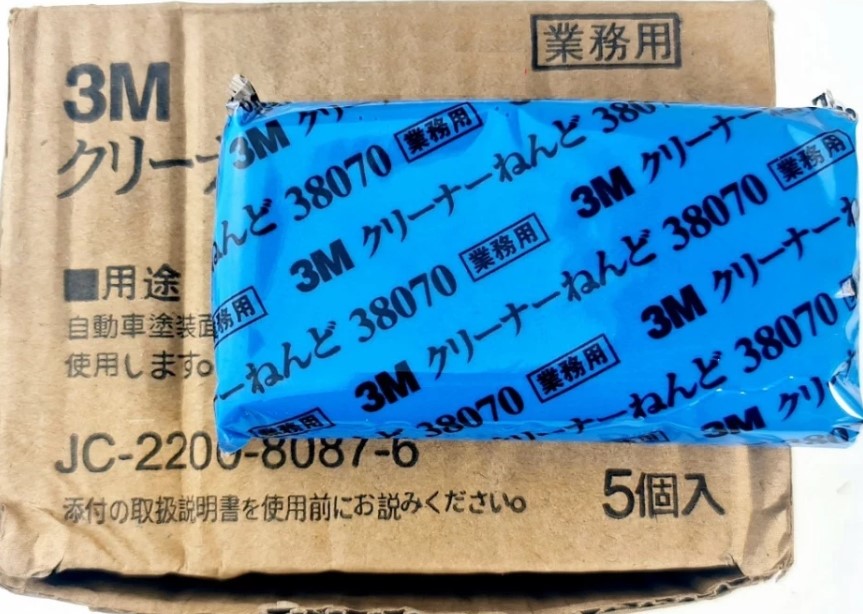 業務用
3M
クリーナ
■用途
自動車塗装面
使用します。
JC-2200-8087-6
添付の取扱説明書を使用前にお読みください。
5個入
3M クリ
業務用
んど 38070 業務用
3M クリーナーねんど 380
3M クリーナー
務用
3M クリーナーねんど 38070 業務用
ーねんど 38070 業務用
3M クリーナーね
業務用
3M クリーナーねんど 38070 業務用
38070
ーねんど 38070
3M クリ